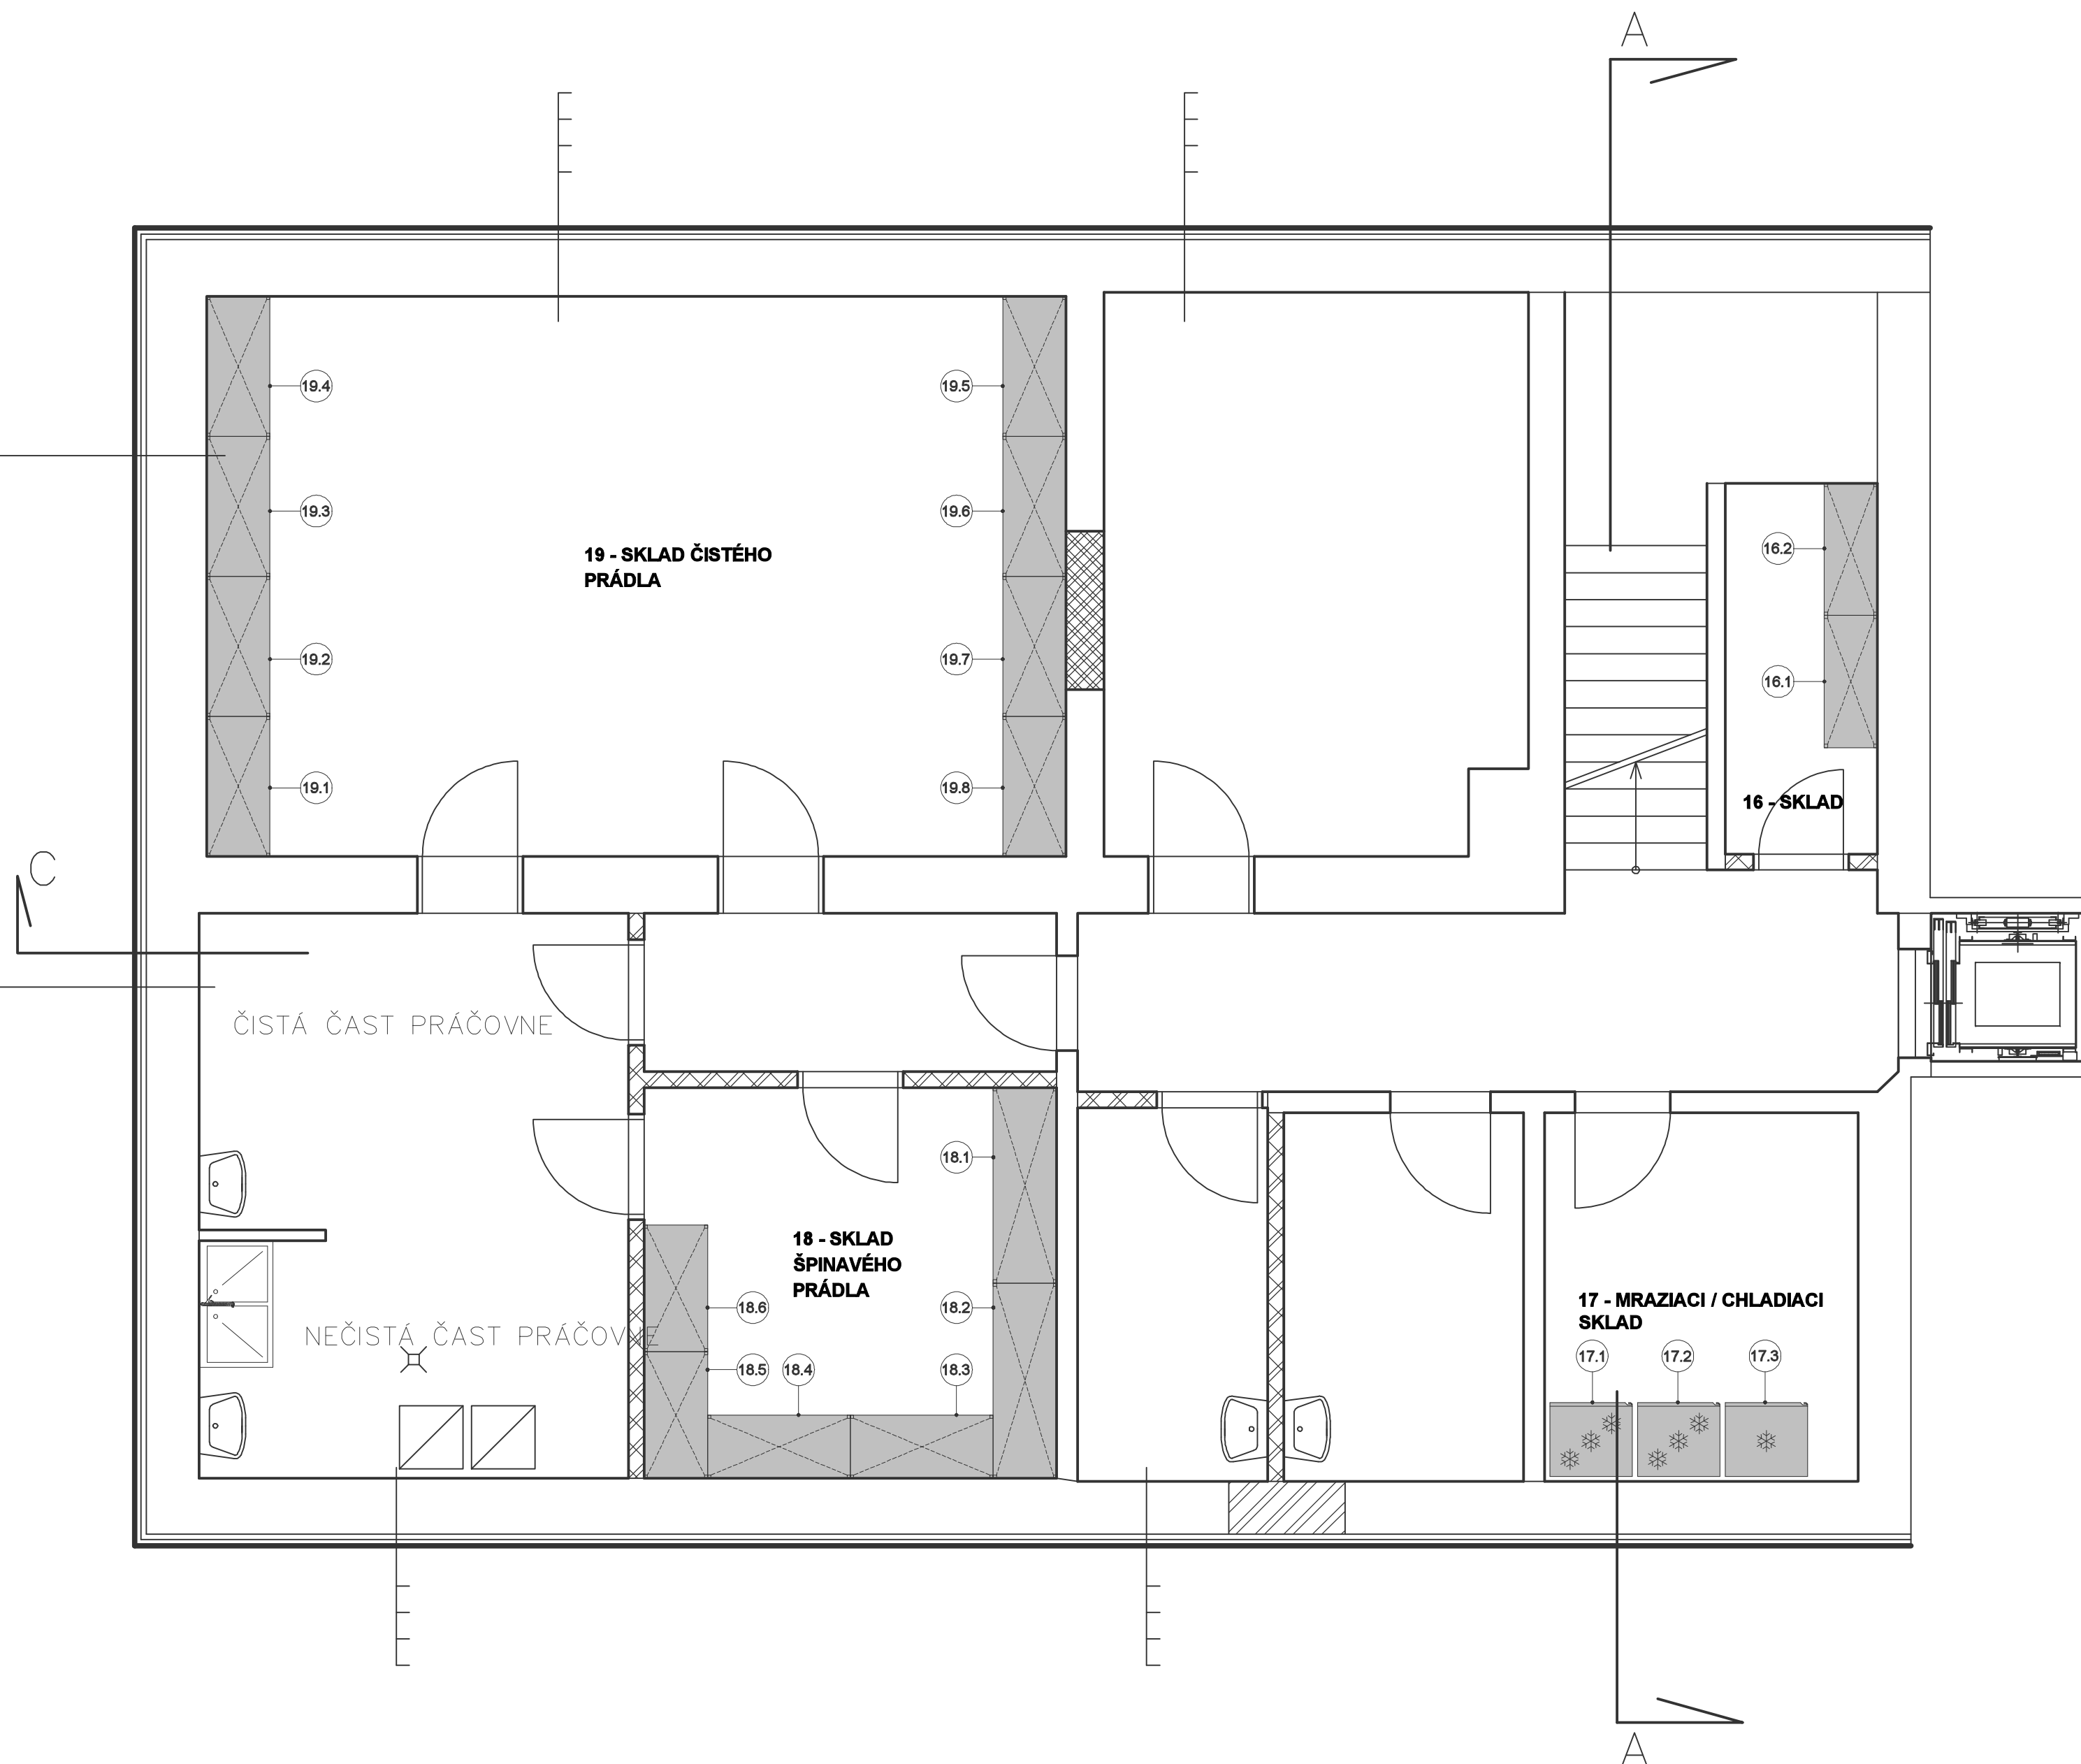 A
19.4
19.5
19.3
19.6
16.2
19 - SKLAD ČISTÉHO
PRÁDLA
19.2
19.7
16.1
19.1
19.8
16 - SKLAD
C
ČISTÁ ČAST PRÁČOVNE
18.1
18 - SKLAD
ŠPINAVÉHO
PRÁDLA
18.6
18.2
17 - MRAZIACI / CHLADIACI
SKLAD
NEČISTÁ ČAST PRÁČOVNE
17.1
17.2
17.3
18.5
18.4
18.3
A